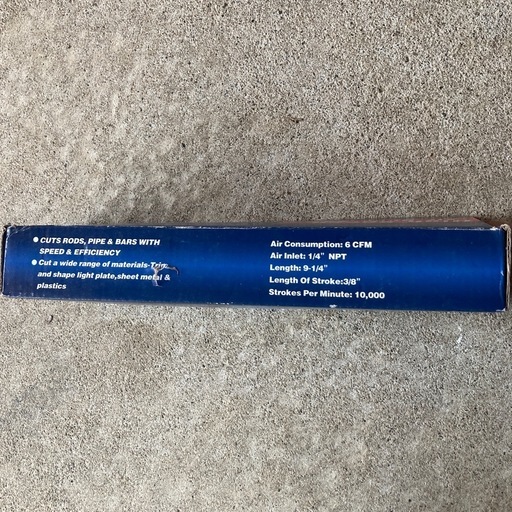 ● CUTS RODS, PIPE & BARS WITH
SPEED & EFFICIENCY
● Cut a wide range of materials-Trim
and shape light plate,sheet metal &
plastics
Air Consumption: 6 CFM
Air Inlet: 1/4" NPT
Length: 9-1/4"
Length Of Stroke:3/8"
Strokes Per Minute: 10,000